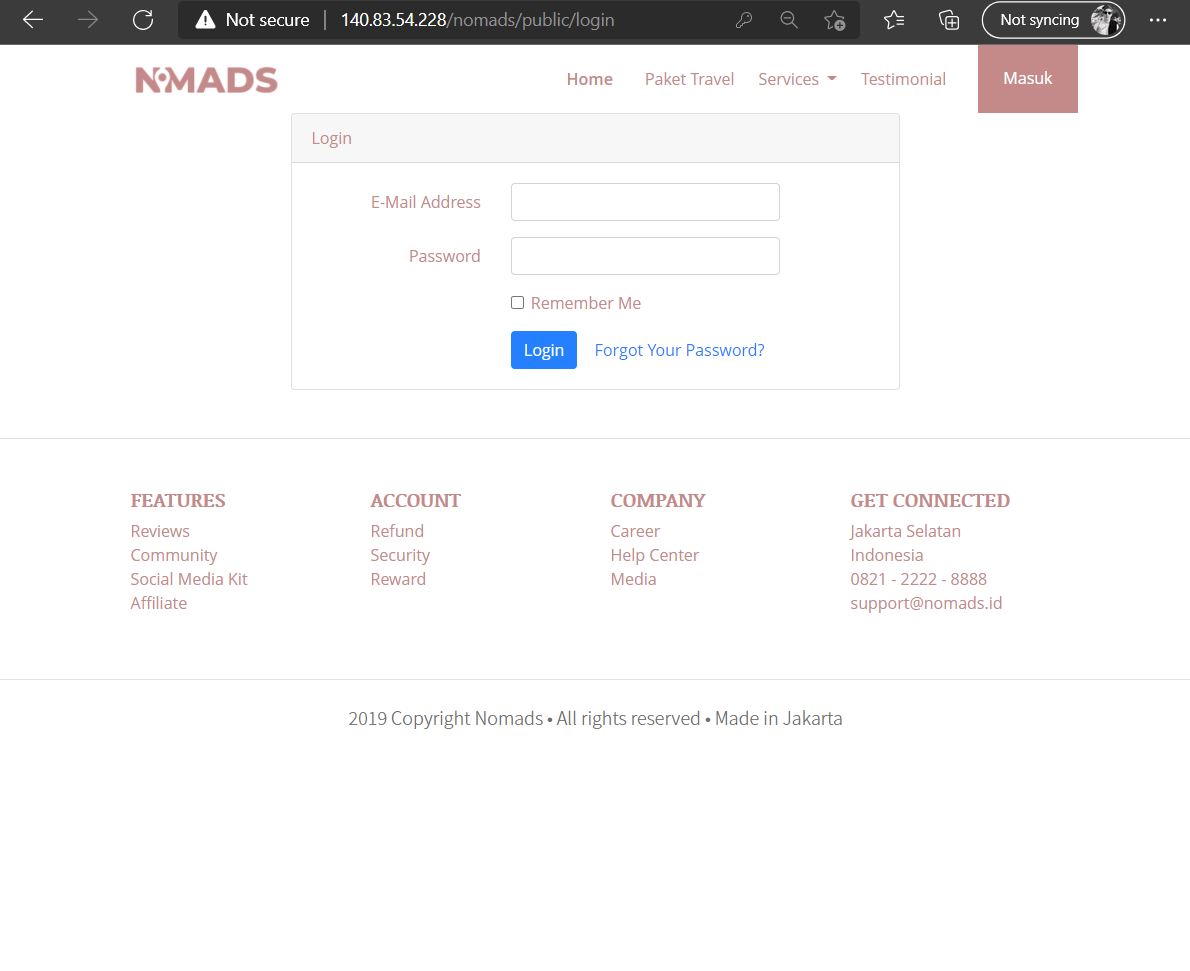 Not secure | 140.83.54.228/nomads/public/login
Not syncing
NOMADS
Home Paket Travel Services Testimonial Masuk
Login
E-Mail Address
Password
Remember Me
Login Forgot Your Password?
FEATURES
Reviews
Community
Social Media Kit
Affiliate
ACCOUNT
Refund
Security
Reward
COMPANY
Career
Help Center
Media
GET CONNECTED
Jakarta Selatan
Indonesia
0821 - 2222 - 8888
support@nomads.id
2019 Copyright Nomads • All rights reserved • Made in Jakarta